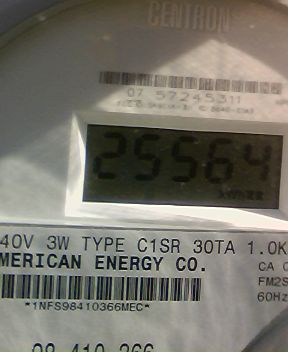 CENTRON
07 57245311
25564
40V 3W TYPE C1SR 30TA 1.0K
MERICAN ENERGY CO.
CA
FM2S
60Hz
*1NFS98410366MEC*
98 410 366